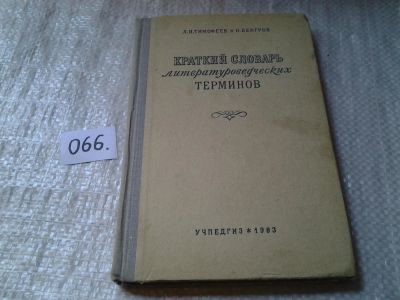 Л.И.ТИМОФЕЕВ и Н.ВЕНГРОВ
КРАТКИЙ СЛОВАРЬ
литературоведческих
ТЕРМИНОВ
066.
УЧПЕДГИЗ * 1963